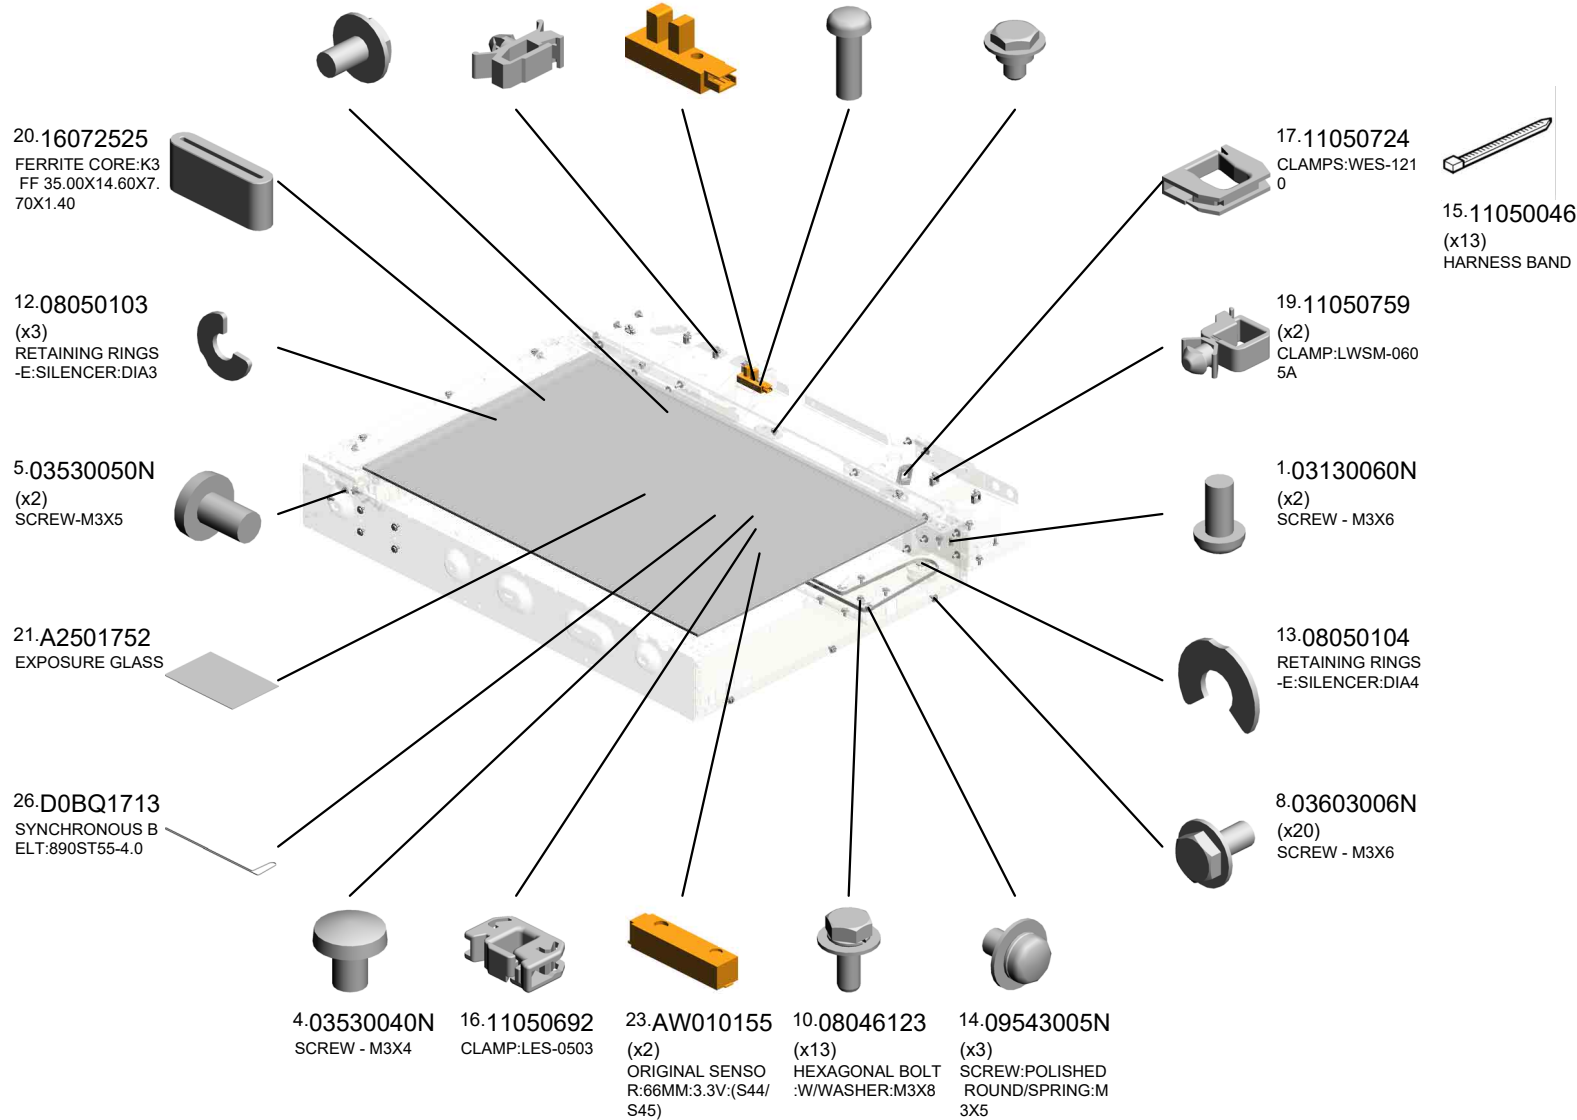 20.16072525
FERRITE CORE:K3
FF 35.00X14.60X7.
70X1.40
17.11050724
CLAMPS:WES-121
0
15.11050046
(x13)
HARNESS BAND
12.08050103
(x3)
RETAINING RINGS
-E:SILENCER:DIA3
19.11050759
(x2)
CLAMP:LWSM-060
5A
5.03530050N
(x2)
SCREW-M3X5
1.03130060N
(x2)
SCREW - M3X6
21.A2501752
EXPOSURE GLASS
13.08050104
RETAINING RINGS
-E:SILENCER:DIA4
26.D0BQ1713
SYNCHRONOUS B
ELT:890ST55-4.0
8.03603006N
(x20)
SCREW - M3X6
4.03530040N
SCREW - M3X4
16.11050692
CLAMP:LES-0503
23.AW010155
(x2)
ORIGINAL SENSO
R:66MM:3.3V:(S44/
S45)
10.08046123
(x13)
HEXAGONAL BOLT
:W/WASHER:M3X8
14.09543005N
(x3)
SCREW:POLISHED
ROUND/SPRING:M
3X5